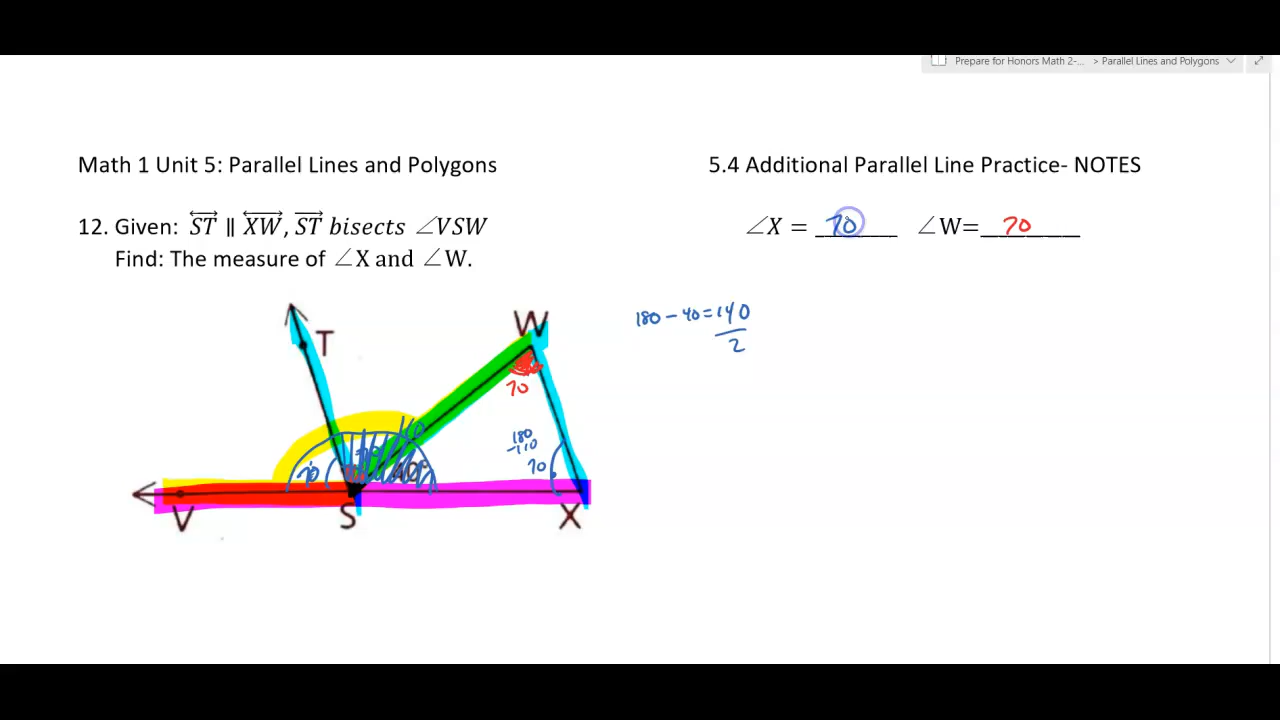 Prepare for Honors Math 2-... > Parallel Lines and Polygons
Math 1 Unit 5: Parallel Lines and Polygons 5.4 Additional Parallel Line Practice- NOTES
12. Given: ST ∥ XW, ST bisects ∠VSW ∠X = 70 ∠W= 70
Find: The measure of ∠X and ∠W.
180 - 40 = 140
2
W
T
70
180
-110
70
70
40°
V
S
X